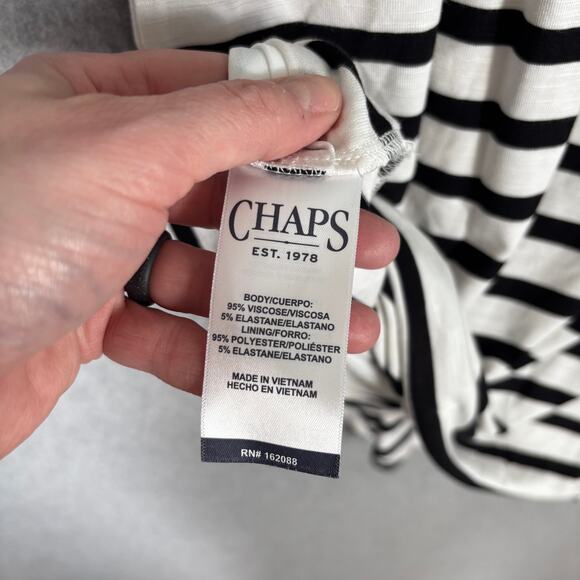 CHAPS
EST. 1978
BODY/CUERPO:
95% VISCOSE/VISCOSA
5% ELASTANE/ELASTANO
LINING/FORRO:
95% POLYESTER/POLIÉSTER
5% ELASTANE/ELASTANO
MADE IN VIETNAM
HECHO EN VIETNAM
RN# 162088